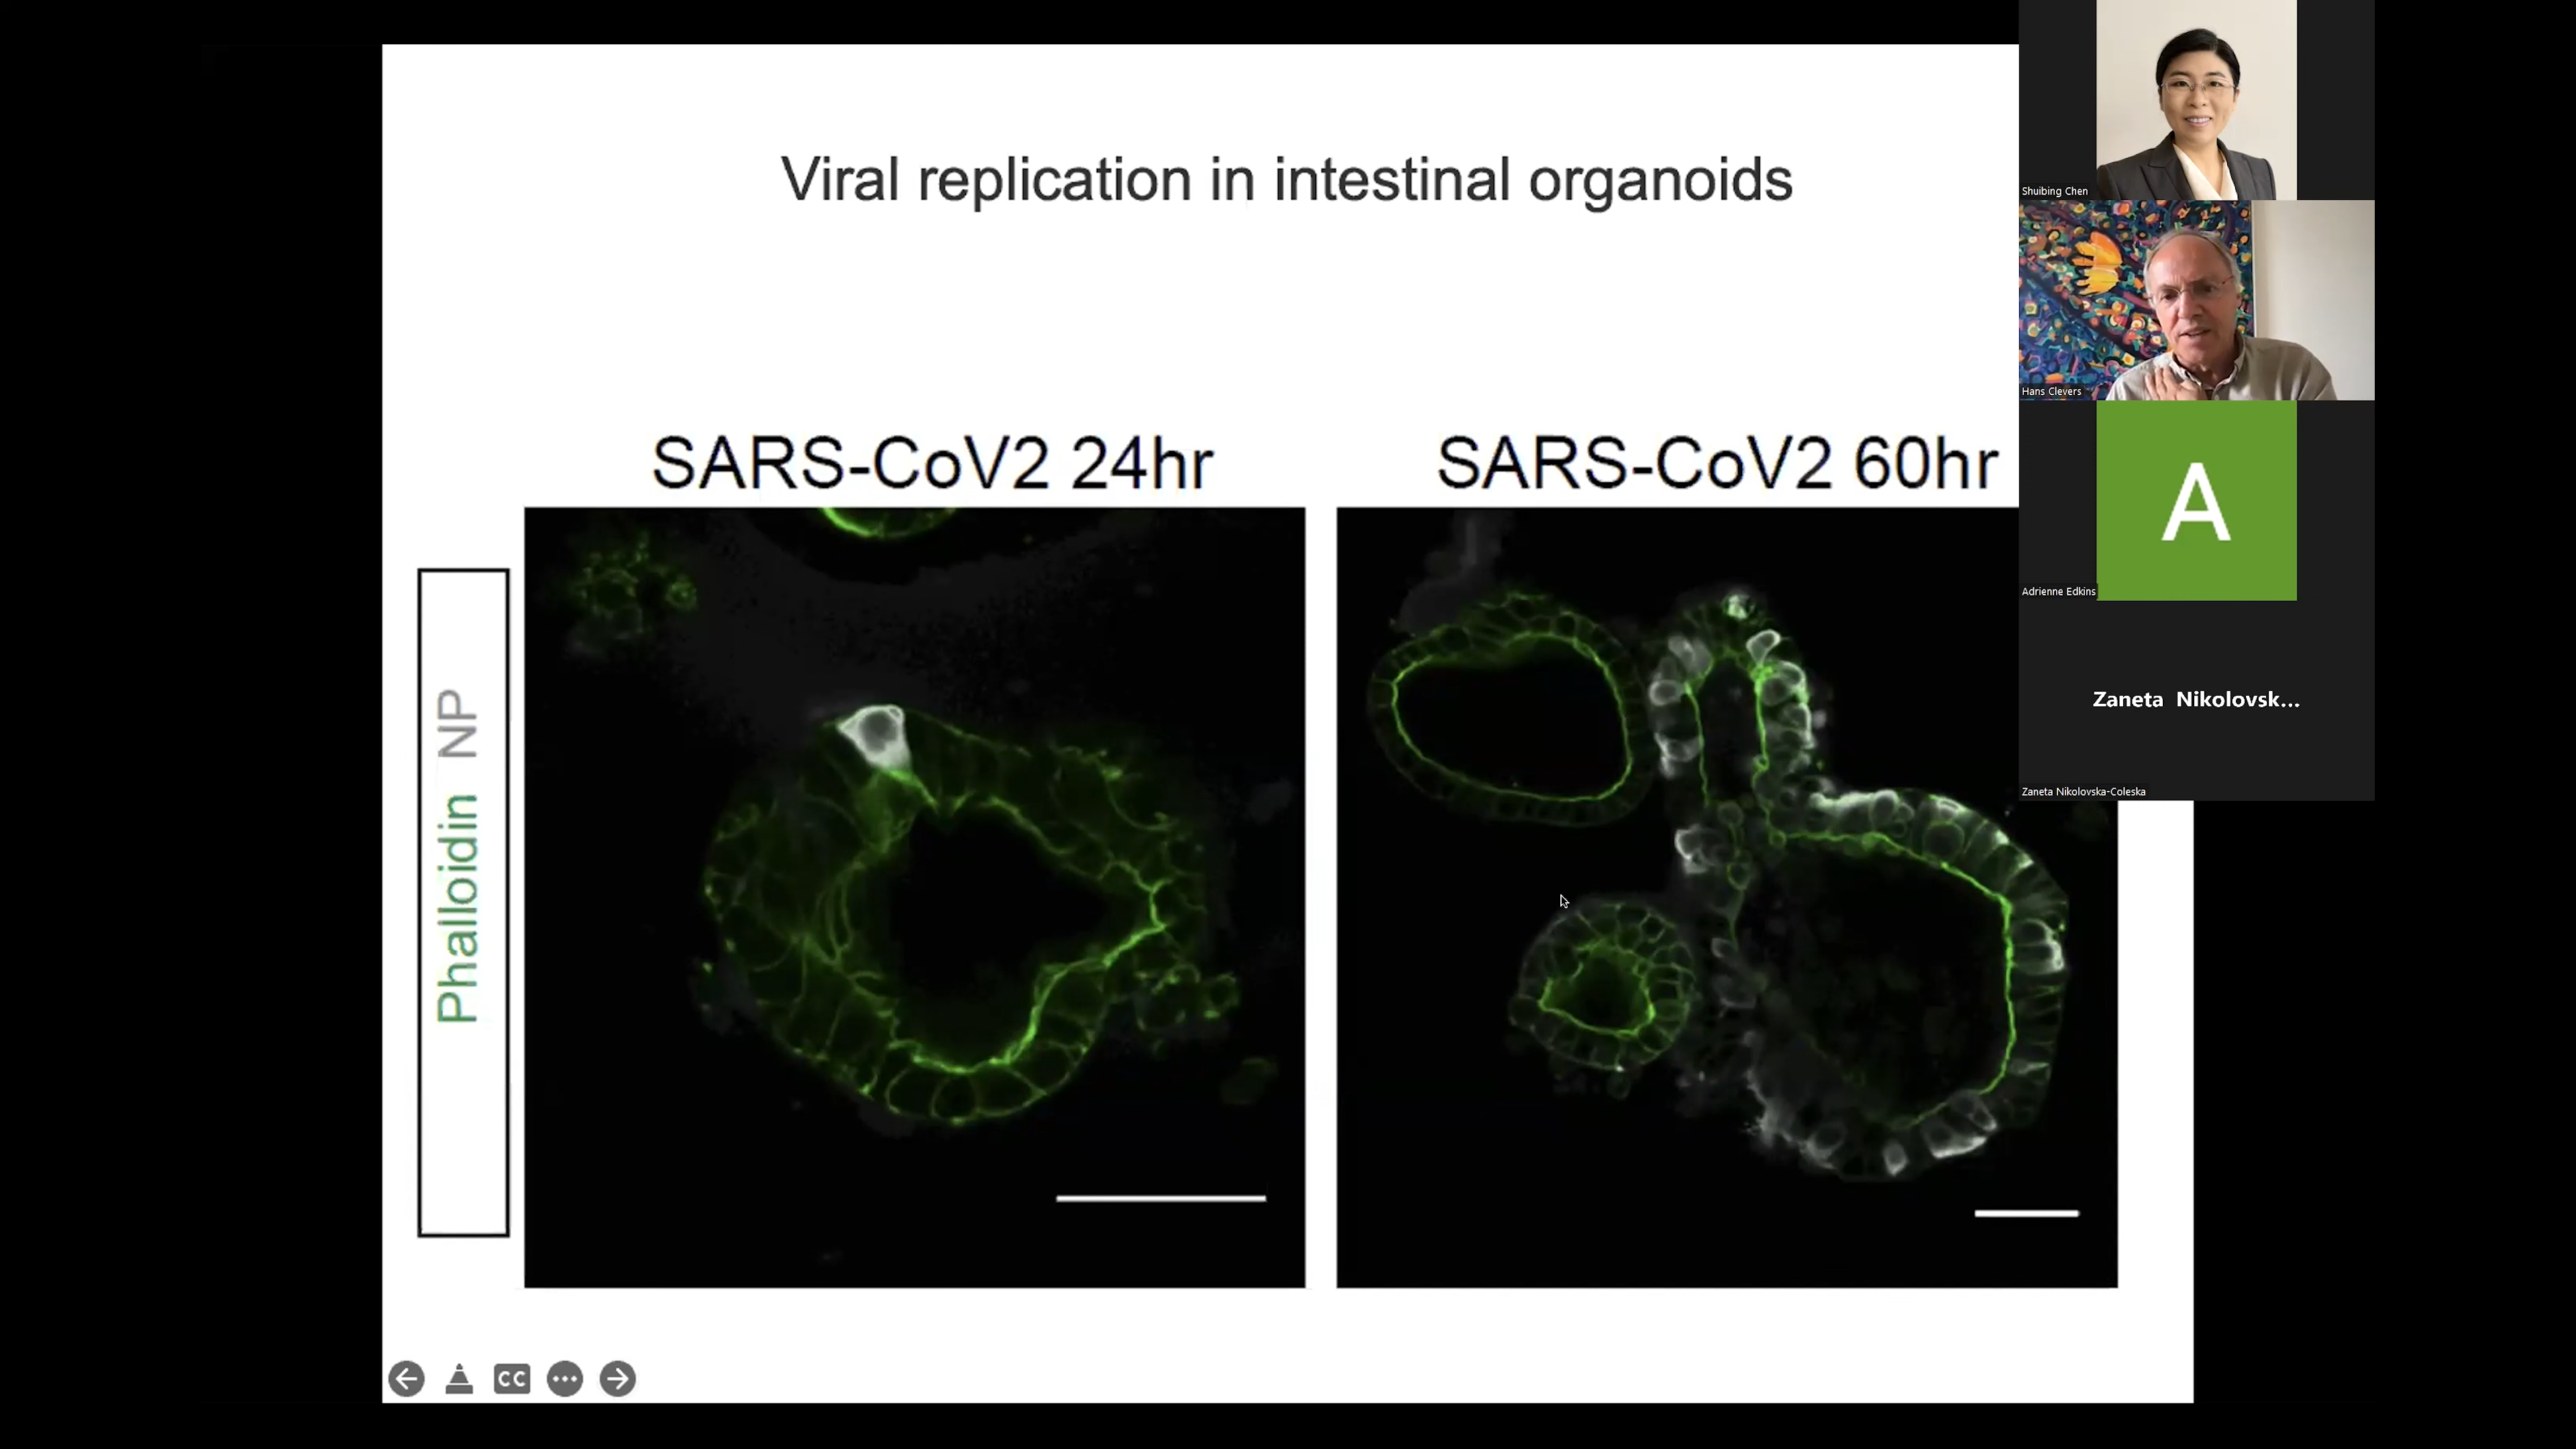 Viral replication in intestinal organoids
SARS-CoV2 24hr
SARS-CoV2 60hr
Phalloidin NP
CC
Shuibing Chen
Hans Clevers
A
Adrienne Edkins
Zaneta Nikolovsk...
Zaneta Nikolovska-Coleska